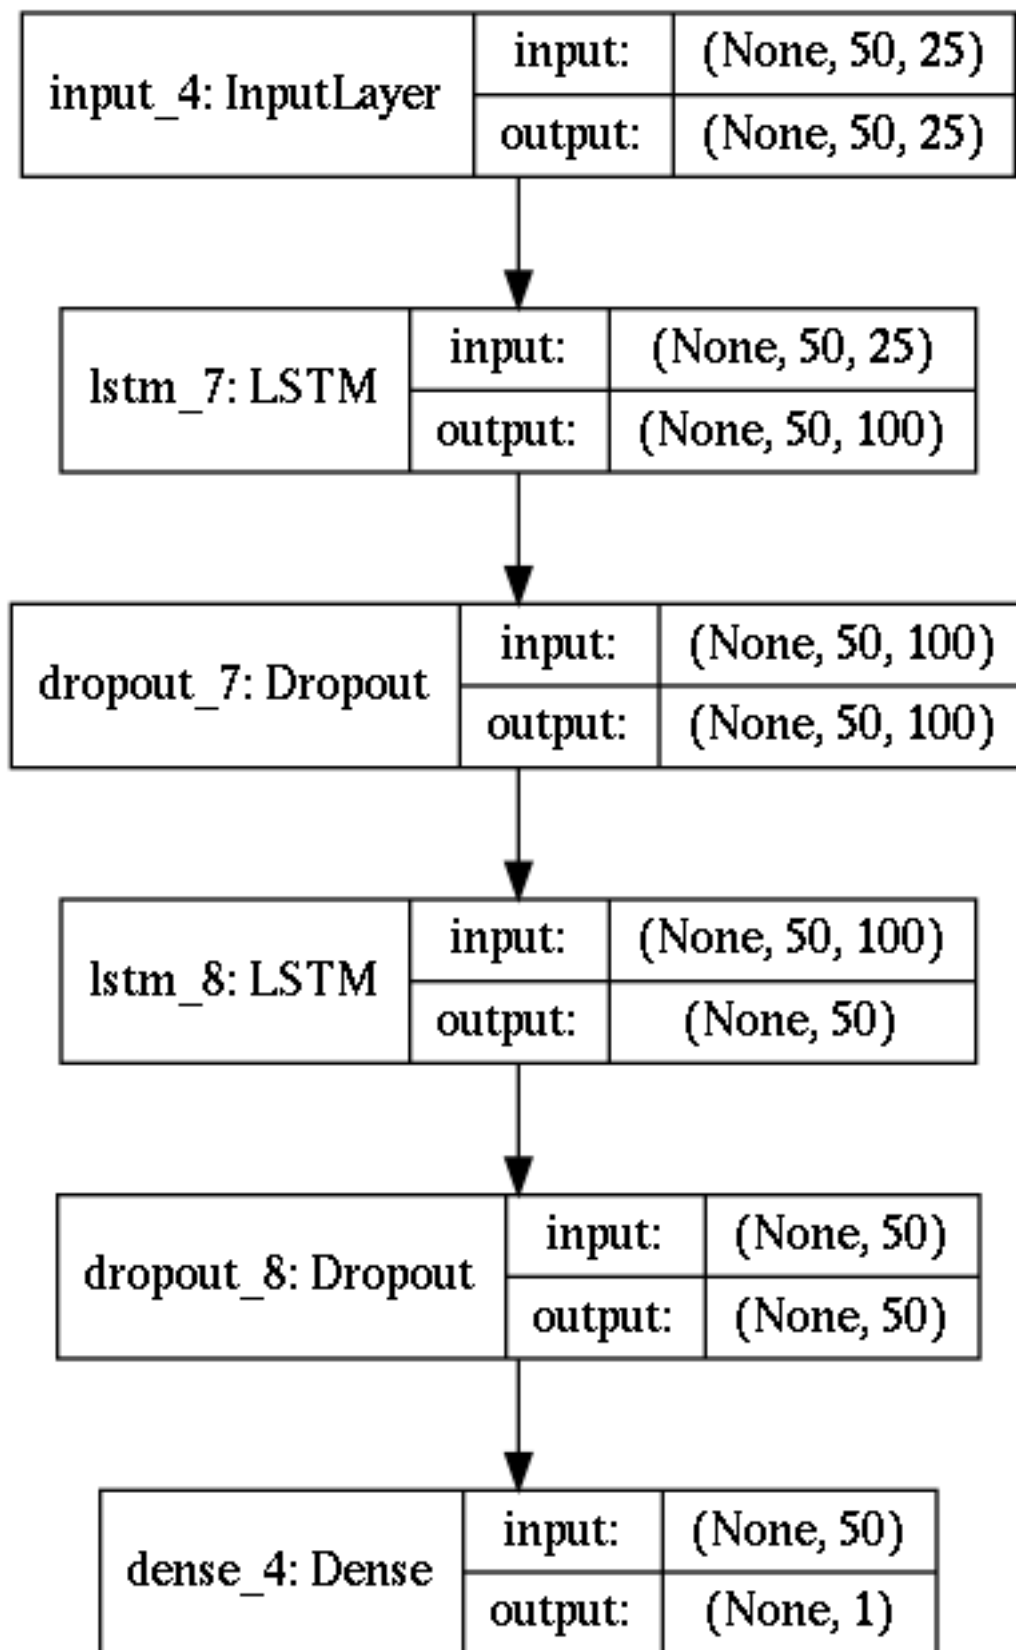 input_4: InputLayer
input: (None, 50, 25)
output: (None, 50, 25)
lstm_7: LSTM
input: (None, 50, 25)
output: (None, 50, 100)
dropout_7: Dropout
input: (None, 50, 100)
output: (None, 50, 100)
lstm_8: LSTM
input: (None, 50, 100)
output: (None, 50)
dropout_8: Dropout
input: (None, 50)
output: (None, 50)
dense_4: Dense
input: (None, 50)
output: (None, 1)